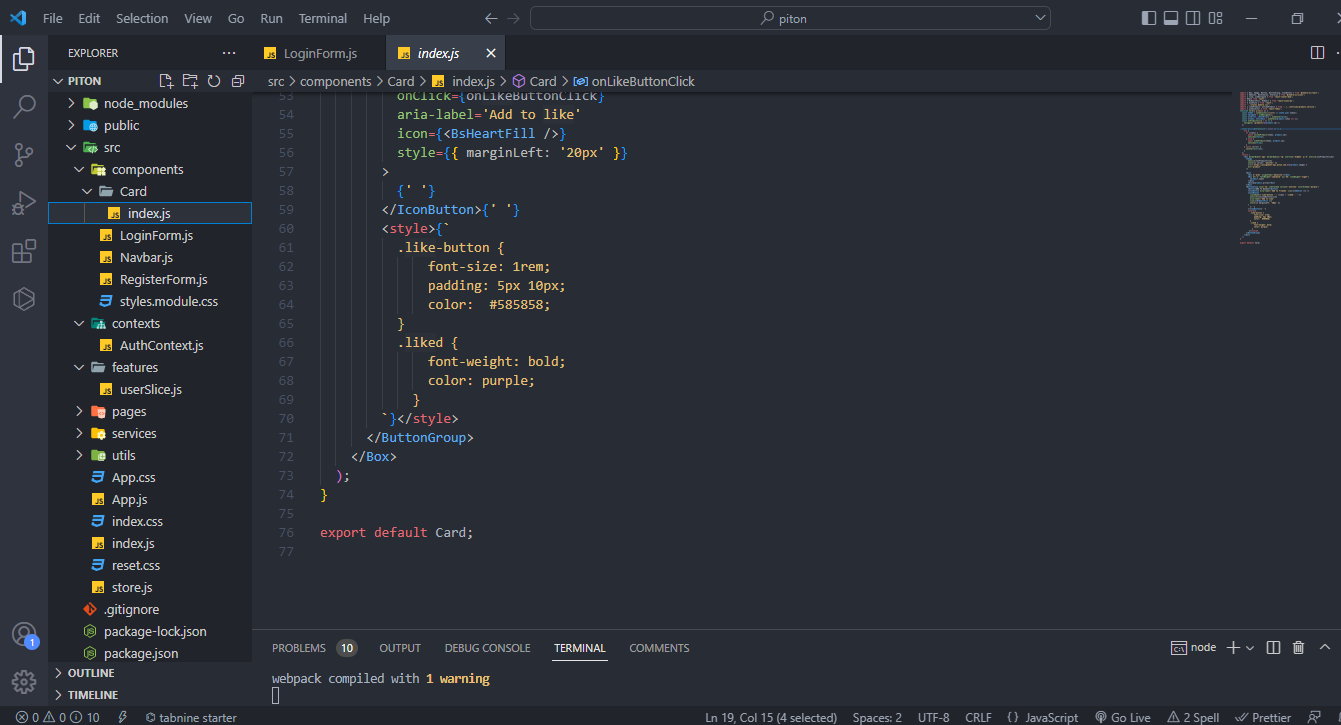 File Edit Selection View Go Run Terminal Help
piton
EXPLORER
LoginForm.js
index.js
PITON
src > components > Card > index.js > Card > onLikeButtonClick
node_modules
public
src
components
Card
index.js
LoginForm.js
Navbar.js
RegisterForm.js
styles.module.css
contexts
AuthContext.js
features
userSlice.js
pages
services
utils
App.css
App.js
index.css
index.js
reset.css
store.js
.gitignore
package-lock.json
package.json
OUTLINE
TIMELINE
53 onClick={onLikeButtonClick}
54 aria-label='Add to like'
55 icon={<BsHeartFill />}
56 style={{ marginLeft: '20px' }}
57 >
58 {' '}
59 </IconButton>{' '}
60 <style>{`
61 .like-button {
62 font-size: 1rem;
63 padding: 5px 10px;
64 color:  #585858;
65 }
66 .liked {
67 font-weight: bold;
68 color: purple;
69 }
70 `}</style>
71 </ButtonGroup>
72 </Box>
73 );
74 }
75
76 export default Card;
77
PROBLEMS 10 OUTPUT DEBUG CONSOLE TERMINAL COMMENTS
node
webpack compiled with 1 warning
1
0 0 10 tabnine starter
Ln 19, Col 15 (4 selected) Spaces: 2 UTF-8 CRLF {} JavaScript Go Live 2 Spell Prettier